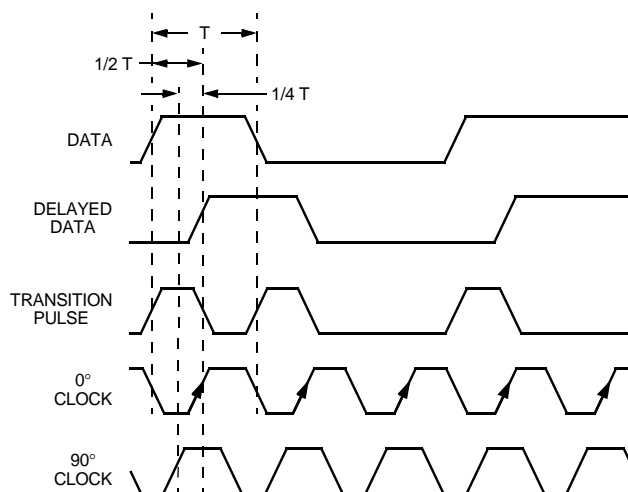 T
1/2 T
1/4 T
DATA
DELAYED
DATA
TRANSITION
PULSE
0°
CLOCK
90°
CLOCK